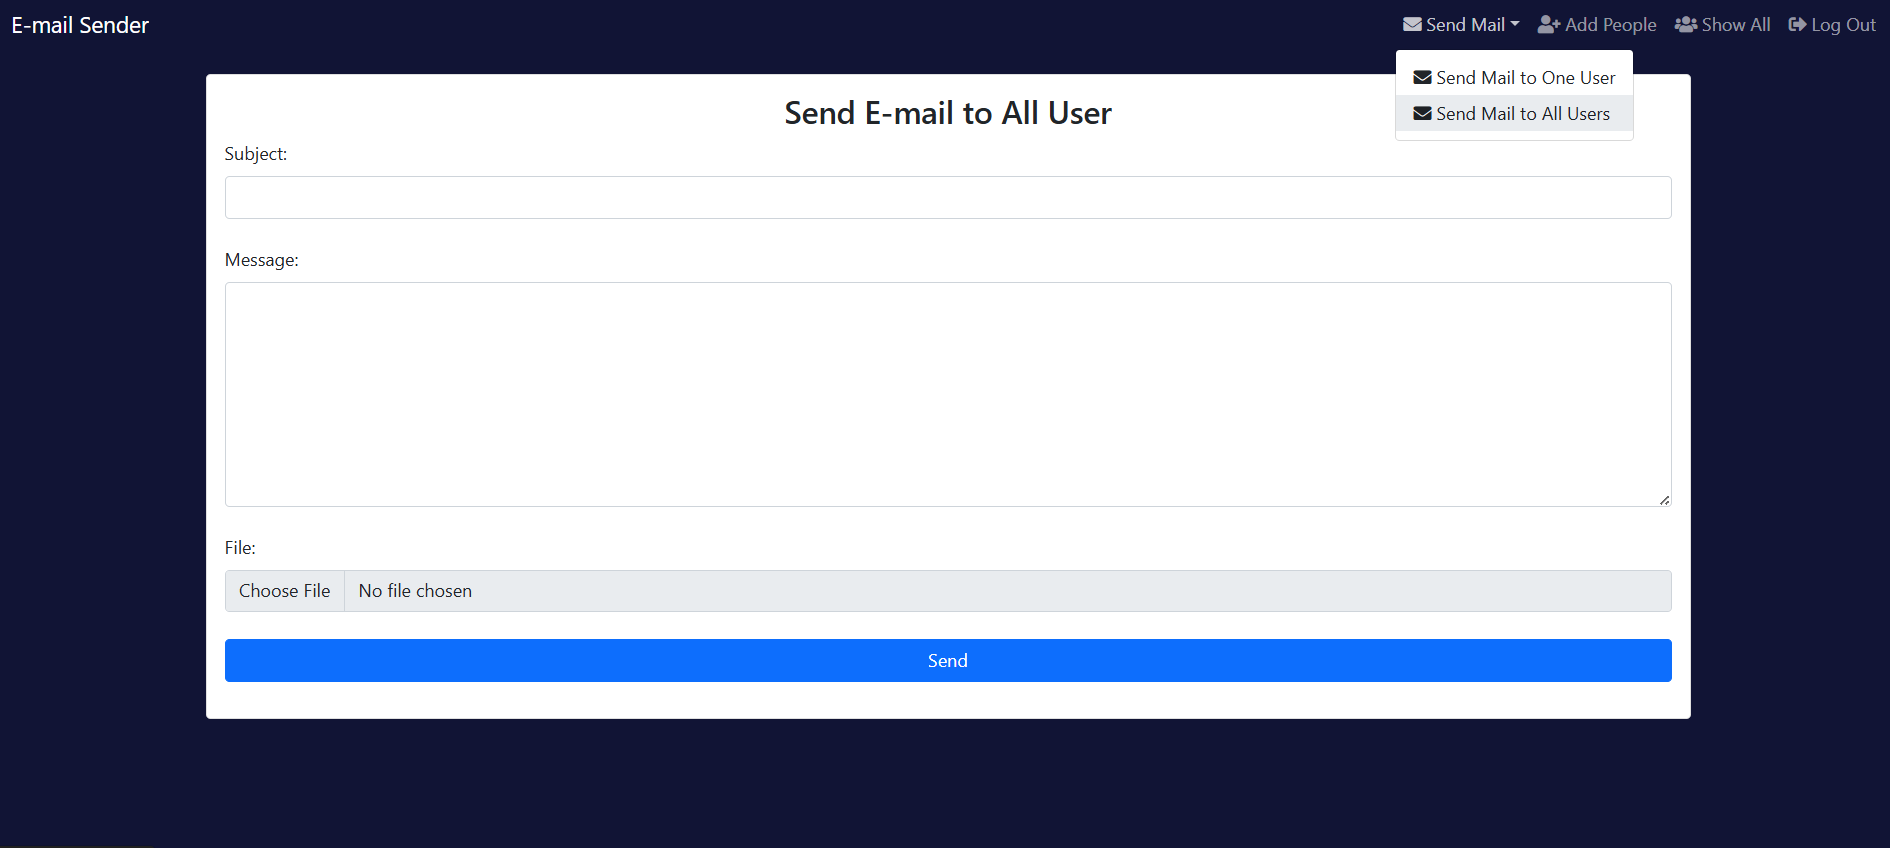 E-mail Sender
Send Mail
Add People
Show All
Log Out
Send Mail to One User
Send Mail to All Users
Send E-mail to All User
Subject:
Message:
File:
Choose File No file chosen
Send